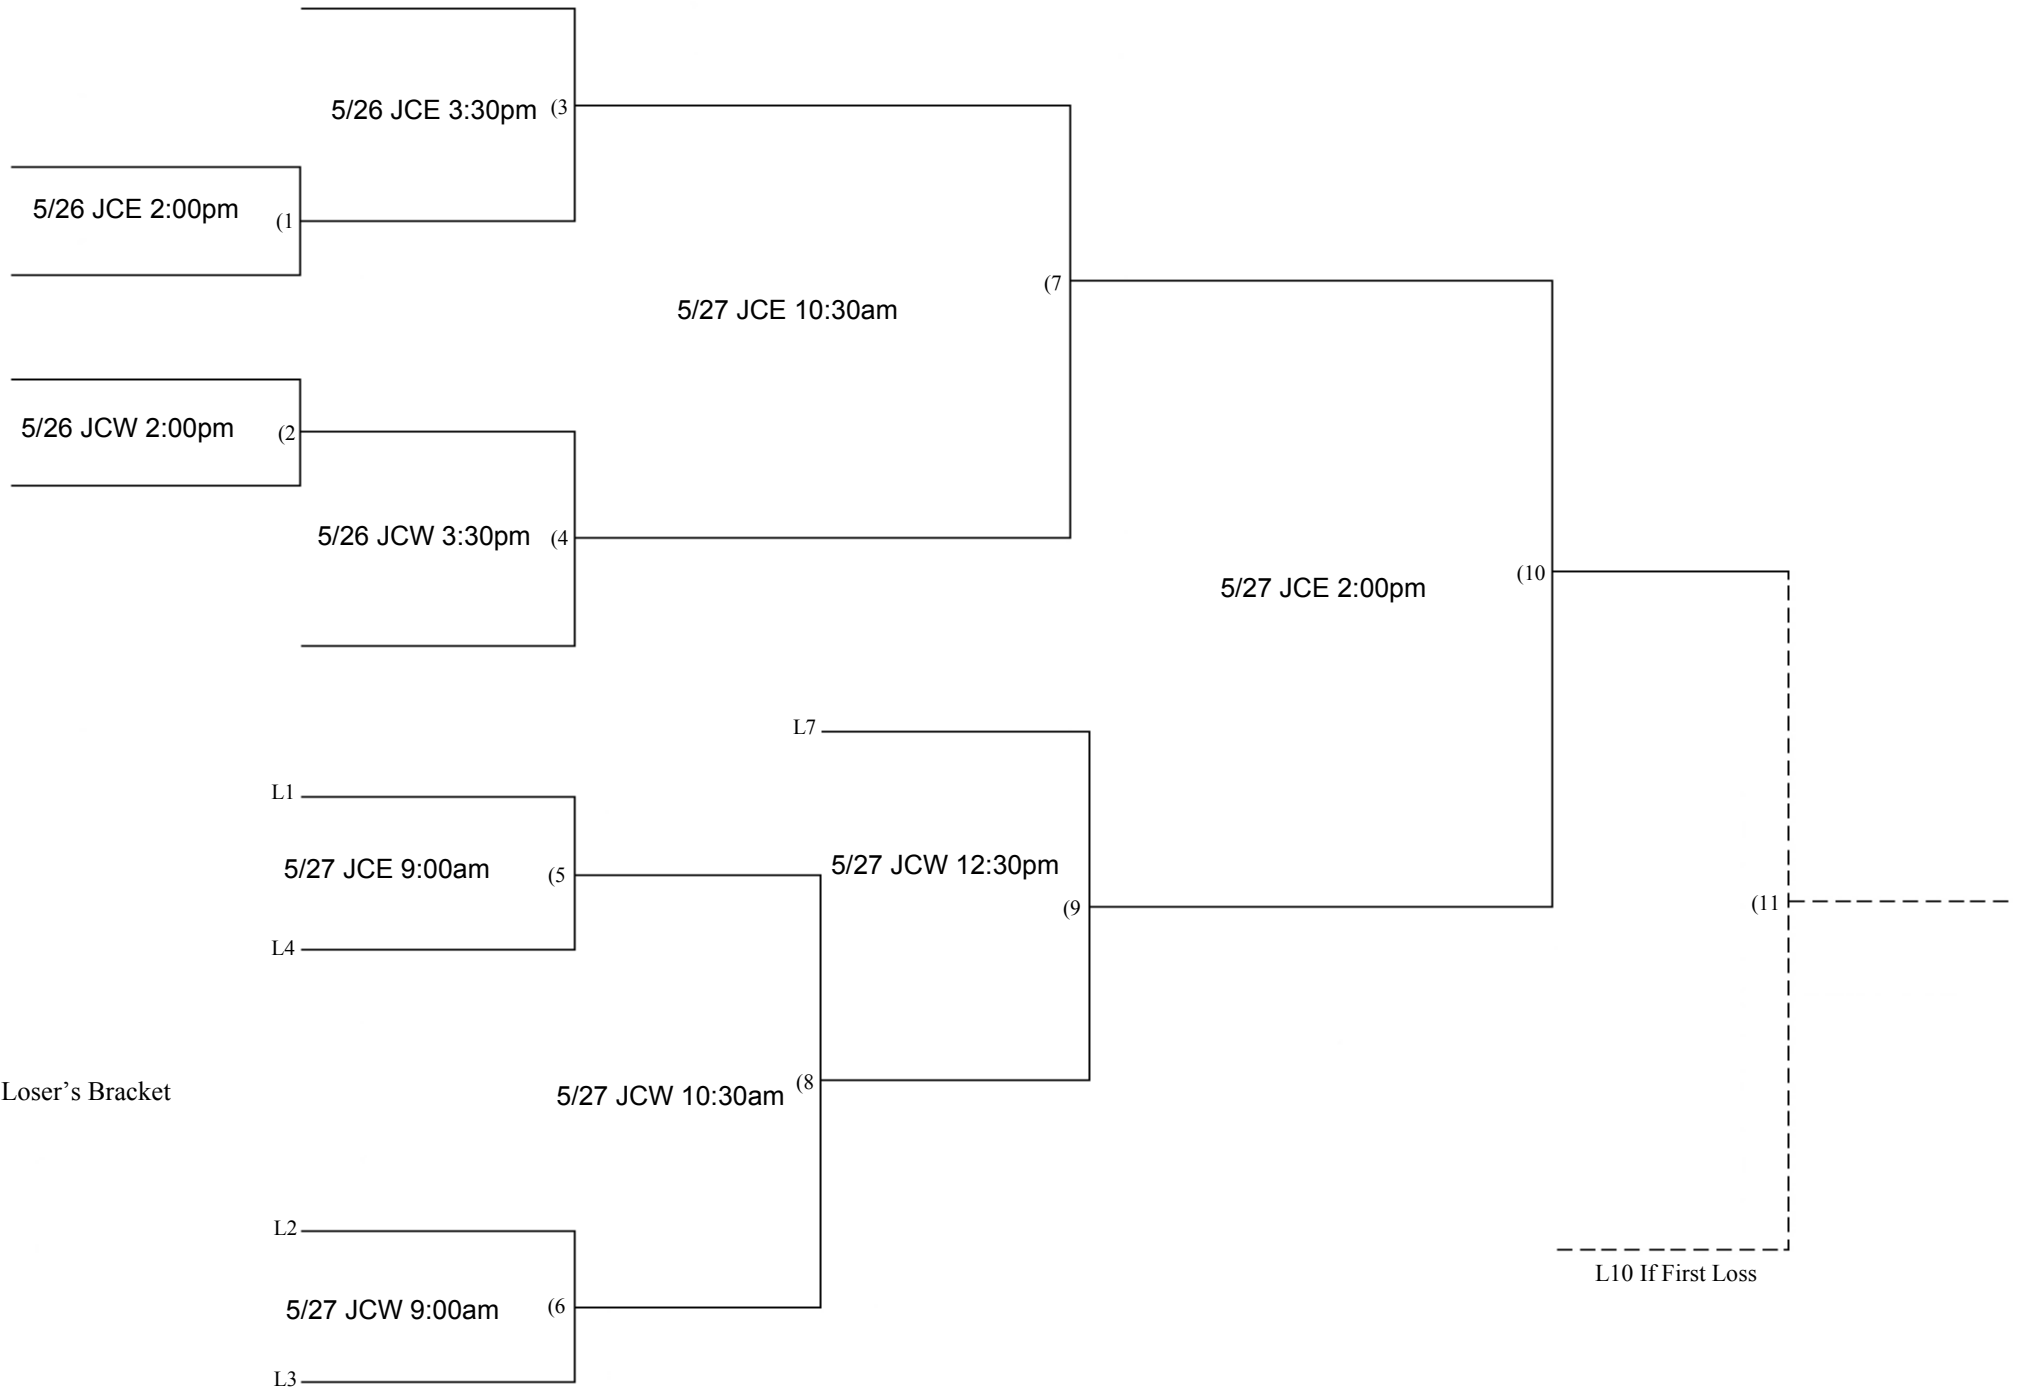 5/26 JCE 3:30pm (3
5/26 JCE 2:00pm (1
5/27 JCE 10:30am (7
5/26 JCW 2:00pm (2
5/26 JCW 3:30pm (4
5/27 JCE 2:00pm (10
L7
L1
5/27 JCE 9:00am (5
5/27 JCW 12:30pm (9
(11
L4
Loser’s Bracket
5/27 JCW 10:30am (8
L2
L10 If First Loss
5/27 JCW 9:00am (6
L3